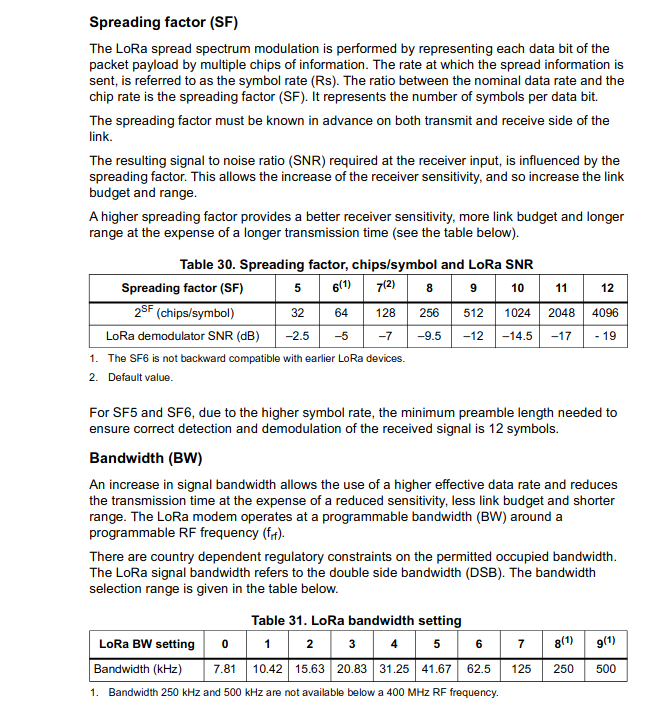 Spreading factor (SF)
The LoRa spread spectrum modulation is performed by representing each data bit of the
packet payload by multiple chips of information. The rate at which the spread information is
sent, is referred to as the symbol rate (Rs). The ratio between the nominal data rate and the
chip rate is the spreading factor (SF). It represents the number of symbols per data bit.
The spreading factor must be known in advance on both transmit and receive side of the
link.
The resulting signal to noise ratio (SNR) required at the receiver input, is influenced by the
spreading factor. This allows the increase of the receiver sensitivity, and so increase the link
budget and range.
A higher spreading factor provides a better receiver sensitivity, more link budget and longer
range at the expense of a longer transmission time (see the table below).
Table 30. Spreading factor, chips/symbol and LoRa SNR
Spreading factor (SF) 5 6(1) 7(2) 8 9 10 11 12
2SF (chips/symbol) 32 64 128 256 512 1024 2048 4096
LoRa demodulator SNR (dB) –2.5 –5 –7 –9.5 –12 –14.5 –17 - 19
1. The SF6 is not backward compatible with earlier LoRa devices.
2. Default value.
For SF5 and SF6, due to the higher symbol rate, the minimum preamble length needed to
ensure correct detection and demodulation of the received signal is 12 symbols.
Bandwidth (BW)
An increase in signal bandwidth allows the use of a higher effective data rate and reduces
the transmission time at the expense of a reduced sensitivity, less link budget and shorter
range. The LoRa modem operates at a programmable bandwidth (BW) around a
programmable RF frequency (frf).
There are country dependent regulatory constraints on the permitted occupied bandwidth.
The LoRa signal bandwidth refers to the double side bandwidth (DSB). The bandwidth
selection range is given in the table below.
Table 31. LoRa bandwidth setting
LoRa BW setting 0 1 2 3 4 5 6 7 8(1) 9(1)
Bandwidth (kHz) 7.81 10.42 15.63 20.83 31.25 41.67 62.5 125 250 500
1. Bandwidth 250 kHz and 500 kHz are not available below a 400 MHz RF frequency.